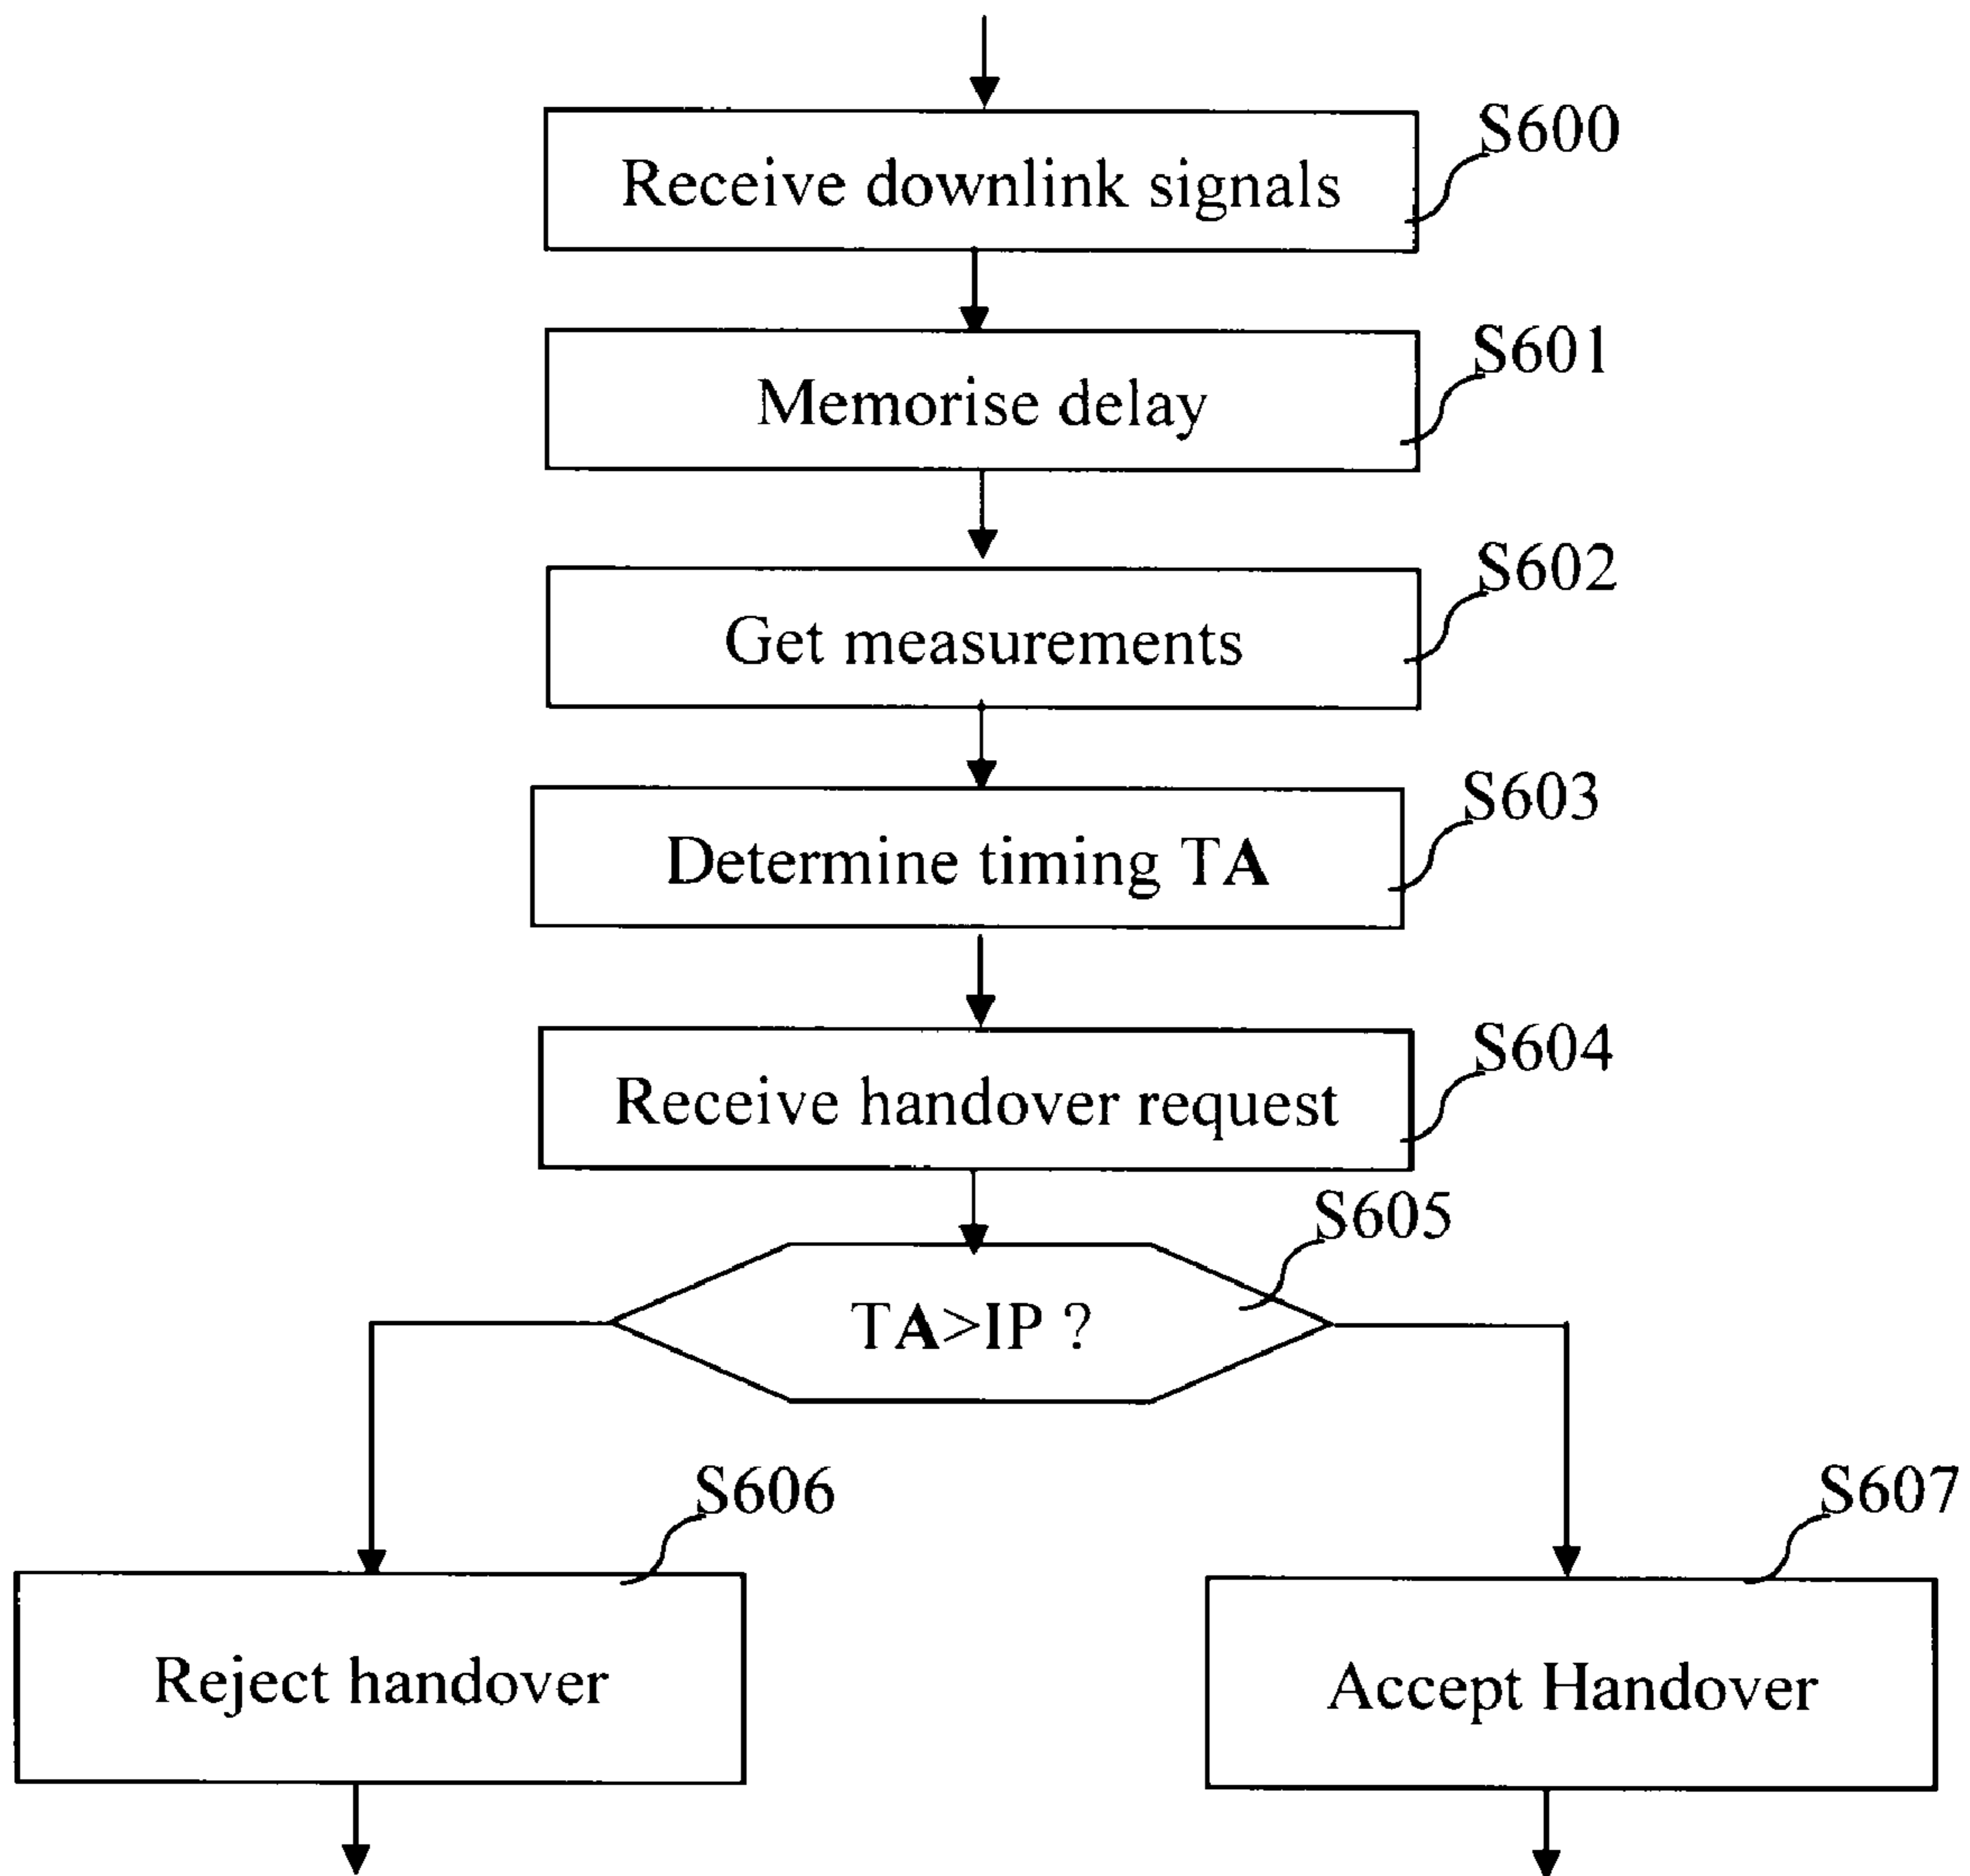 S600
Receive downlink signals
S601
Memorise delay
S602
Get measurements
S603
Determine timing TA
S604
Receive handover request
S605
TA>IP ?
S606
Reject handover
S607
Accept Handover